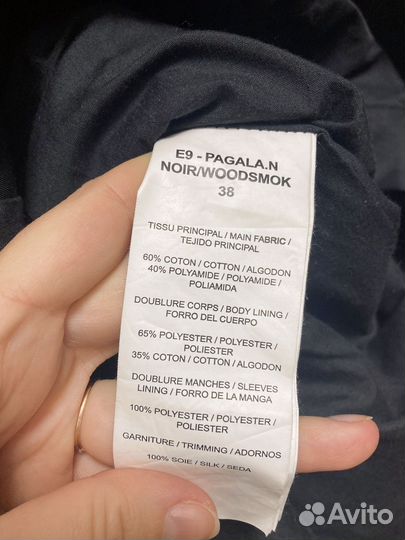 E9 - PAGALA.N
NOIR/WOODSMOK
38
TISSU PRINCIPAL / MAIN FABRIC /
TEJIDO PRINCIPAL
60% COTON / COTTON / ALGODON
40% POLYAMIDE / POLYAMIDE /
POLIAMIDA
DOUBLURE CORPS / BODY LINING /
FORRO DEL CUERPO
65% POLYESTER / POLYESTER /
POLIESTER
35% COTON / COTTON / ALGODON
DOUBLURE MANCHES / SLEEVES
LINING / FORRO DE LA MANGA
100% POLYESTER / POLYESTER /
POLIESTER
GARNITURE / TRIMMING / ADORNOS
100% SOIE / SILK / SEDA
Avito